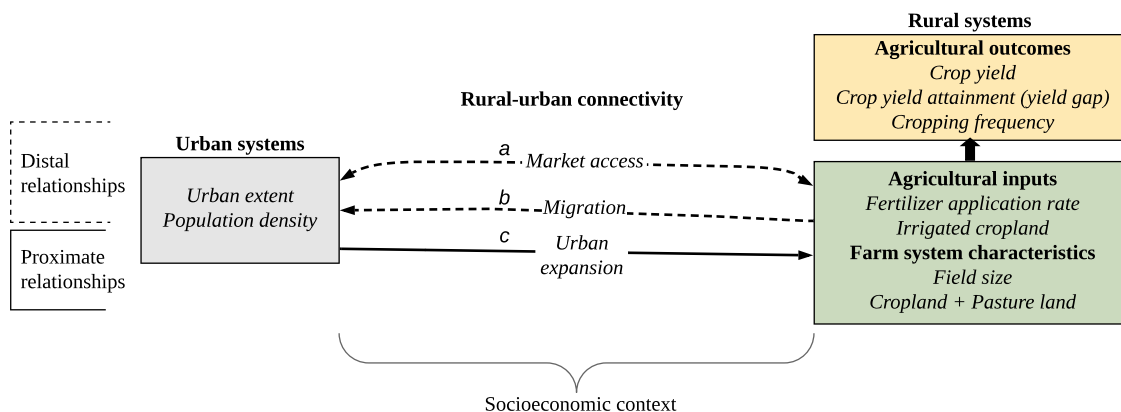 Rural systems
Agricultural outcomes
Crop yield
Crop yield attainment (yield gap)
Cropping frequency
Rural-urban connectivity
Distal
relationships
Proximate
relationships
Urban systems
Urban extent
Population density
a
Market access
b
Migration
c
Urban
expansion
Agricultural inputs
Fertilizer application rate
Irrigated cropland
Farm system characteristics
Field size
Cropland + Pasture land
Socioeconomic context